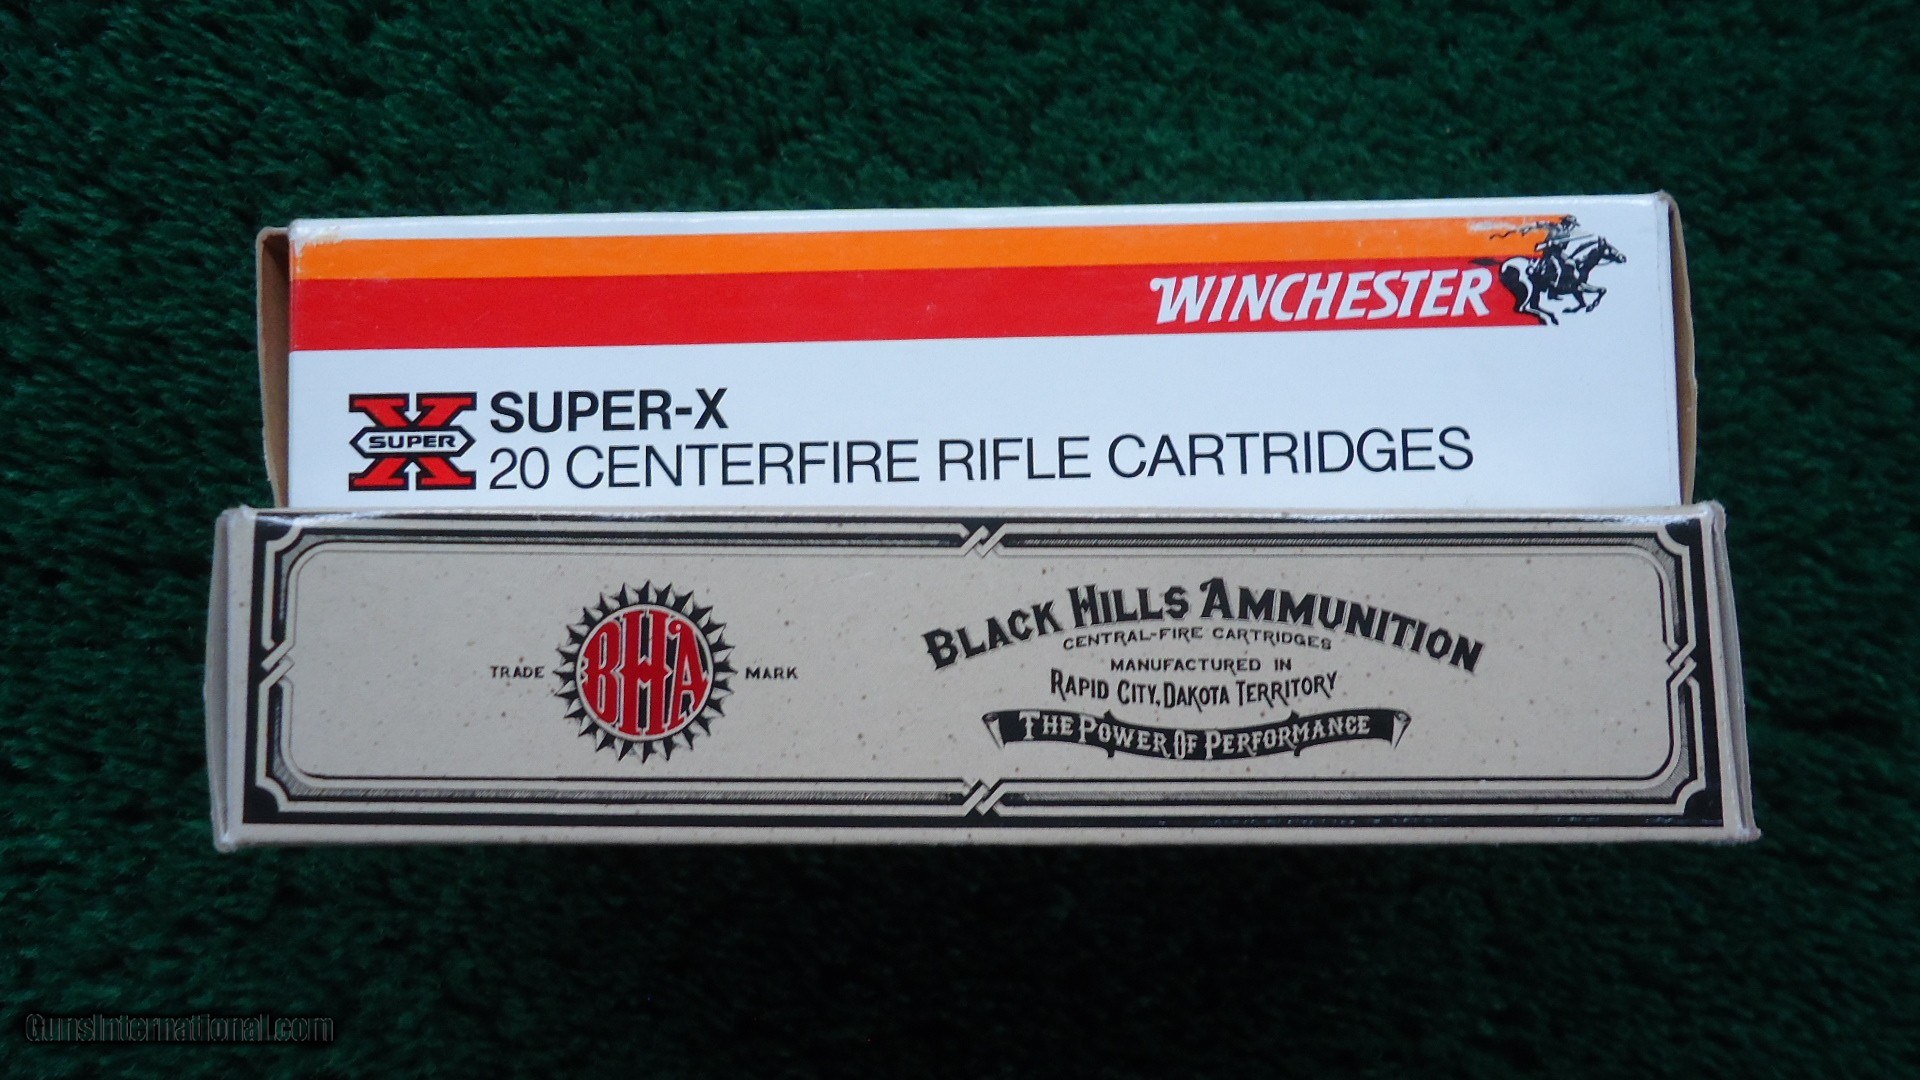 WINCHESTER
SUPER
SUPER-X
20 CENTERFIRE RIFLE CARTRIDGES
TRADE BHA MARK
BLACK HILLS AMMUNITION
CENTRAL-FIRE CARTRIDGES
MANUFACTURED IN
RAPID CITY, DAKOTA TERRITORY
THE POWER OF PERFORMANCE
GunsInternational.com